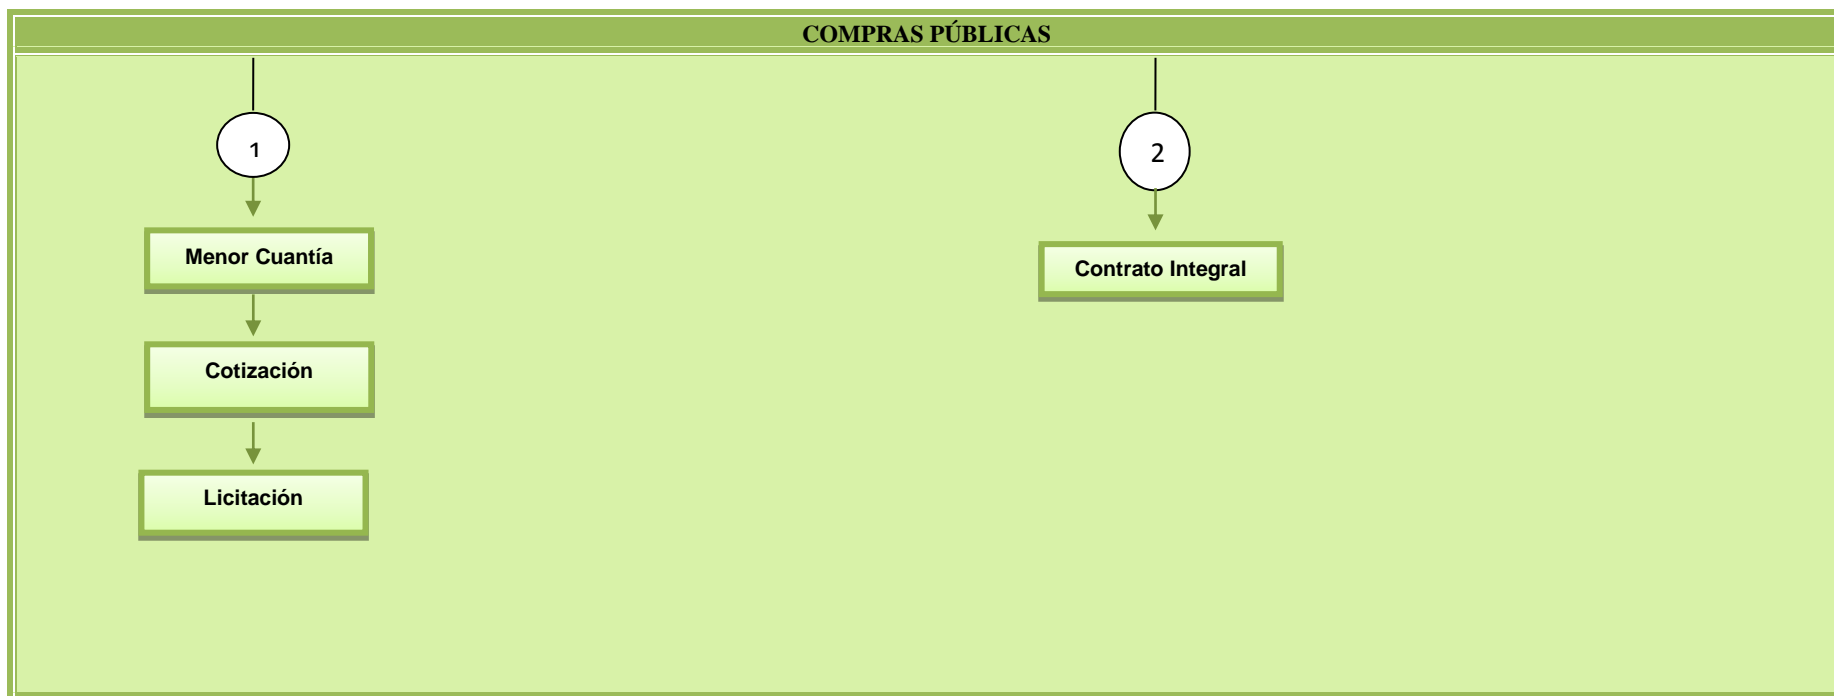 COMPRAS PÚBLICAS
1
2
Menor Cuantía
Contrato Integral
Cotización
Licitación